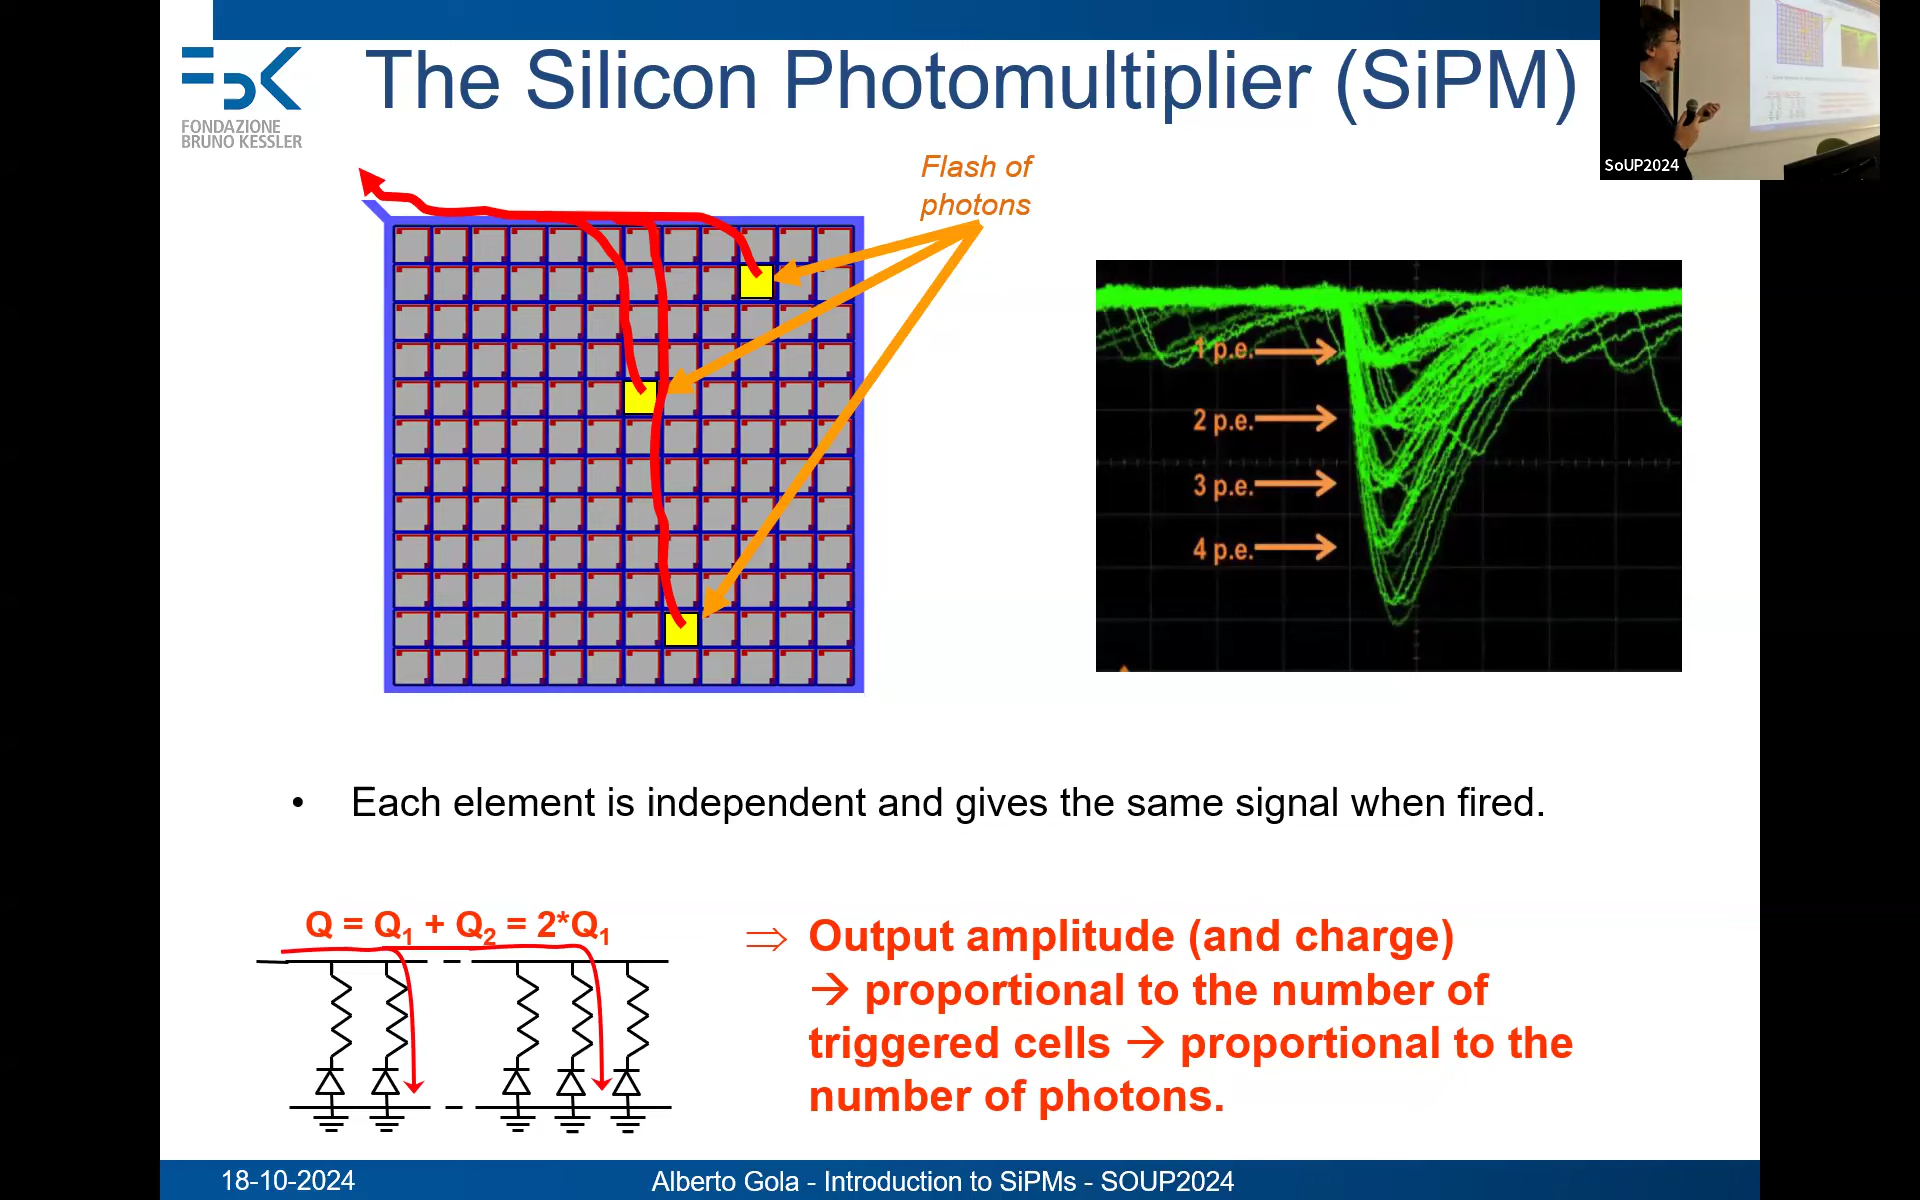 The Silicon Photomultiplier (SiPM)
FONDAZIONE
BRUNO KESSLER
SoUP2024
Flash of
photons
1 p.e.
2 p.e.
3 p.e.
4 p.e.
• Each element is independent and gives the same signal when fired.
Q = Q1 + Q2 = 2*Q1
⇒ Output amplitude (and charge)
→ proportional to the number of
triggered cells → proportional to the
number of photons.
18-10-2024
Alberto Gola - Introduction to SiPMs - SOUP2024